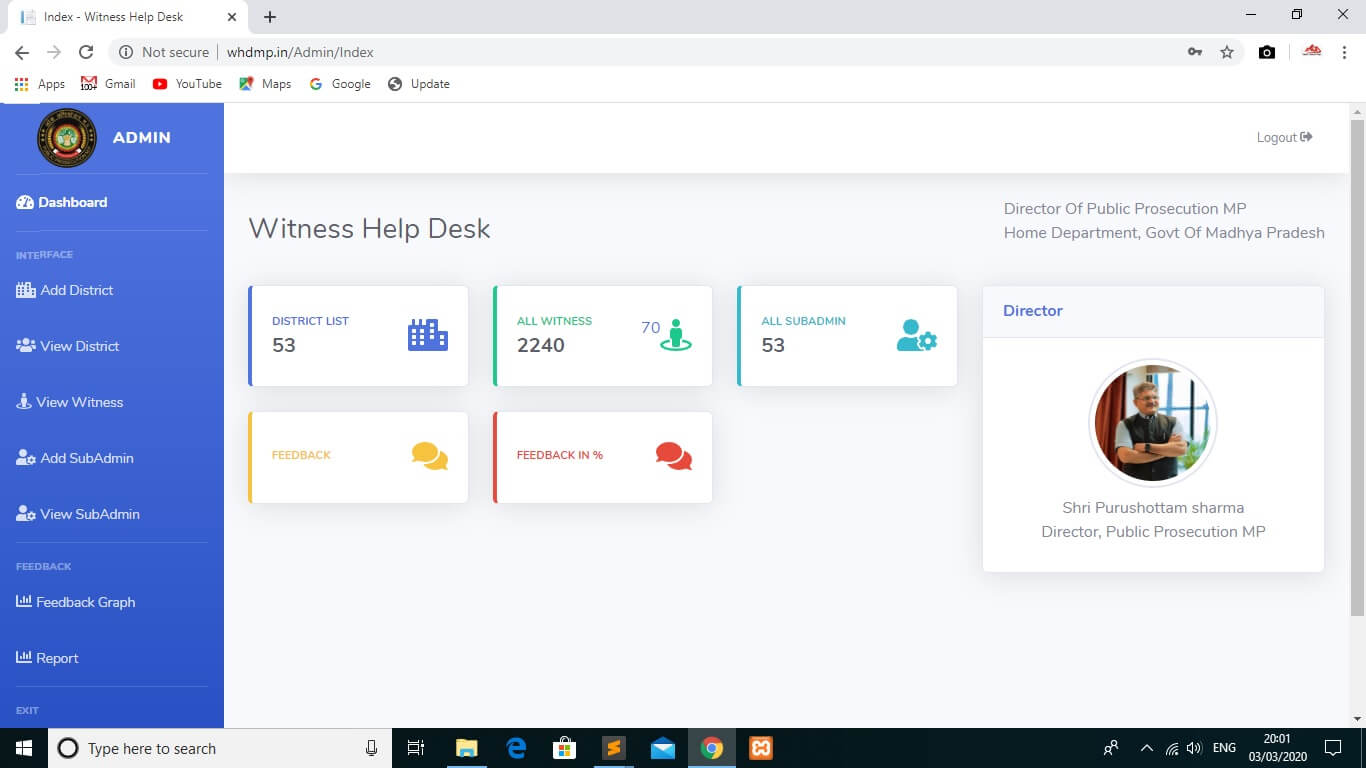 Index - Witness Help Desk
Not secure
whdmp.in/Admin/Index
Apps
Gmail
YouTube
Maps
Google
Update
ADMIN
Logout
Dashboard
INTERFACE
Add District
View District
View Witness
Add SubAdmin
View SubAdmin
FEEDBACK
Feedback Graph
Report
EXIT
Witness Help Desk
Director Of Public Prosecution MP
Home Department, Govt Of Madhya Pradesh
DISTRICT LIST
53
ALL WITNESS
2240
70
ALL SUBADMIN
53
FEEDBACK
FEEDBACK IN %
Director
Shri Purushottam sharma
Director, Public Prosecution MP
Type here to search
ENG
20:01
03/03/2020